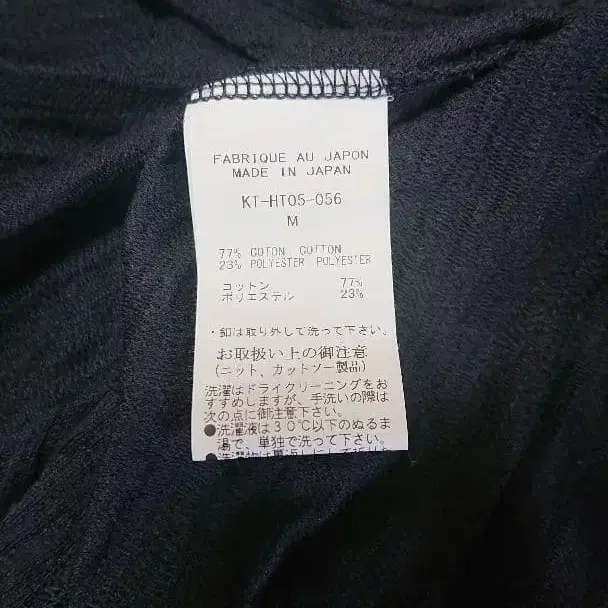 FABRIQUE AU JAPON
MADE IN JAPAN
KT-HT05-056
M
77% COTON COTTON
23% POLYESTER POLYESTER
コットン 77%
ポリエステル 23%
・釦は取り外して洗って下さい。
お取扱い上の御注意
(ニット、カットソー製品)
洗濯はドライクリーニングをお
すすめしますが、手洗いの際は
次の点に御注意下さい。
●洗濯液は30℃以下のぬるま
湯で、単独で洗って下さい。